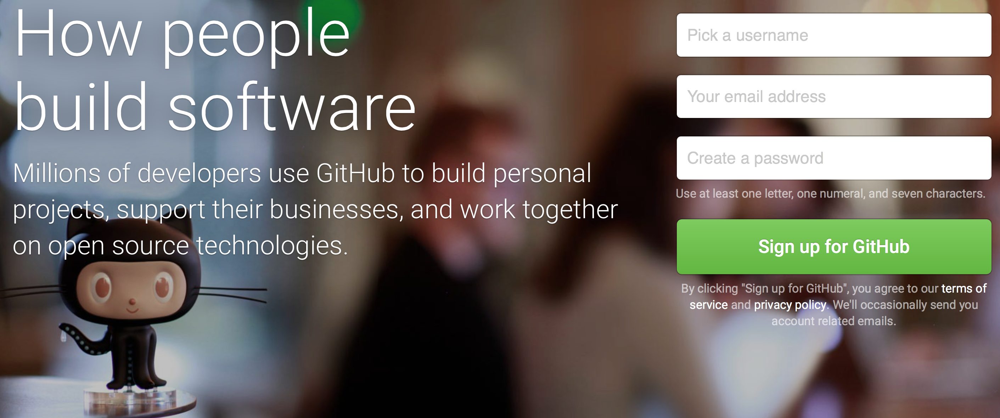 How people
build software
Millions of developers use GitHub to build personal
projects, support their businesses, and work together
on open source technologies.
Pick a username
Your email address
Create a password
Use at least one letter, one numeral, and seven characters.
Sign up for GitHub
By clicking "Sign up for GitHub", you agree to our terms of
service and privacy policy. We'll occasionally send you
account related emails.